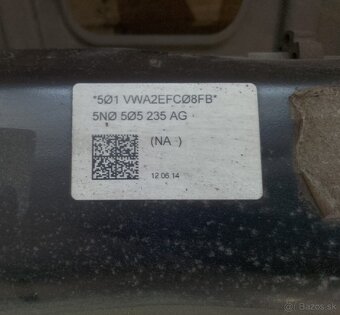 *5Ø1 VWA2EFCØ8FB*
5NØ 5Ø5 235 AG
(NA )
12.06.14
Bazos.sk